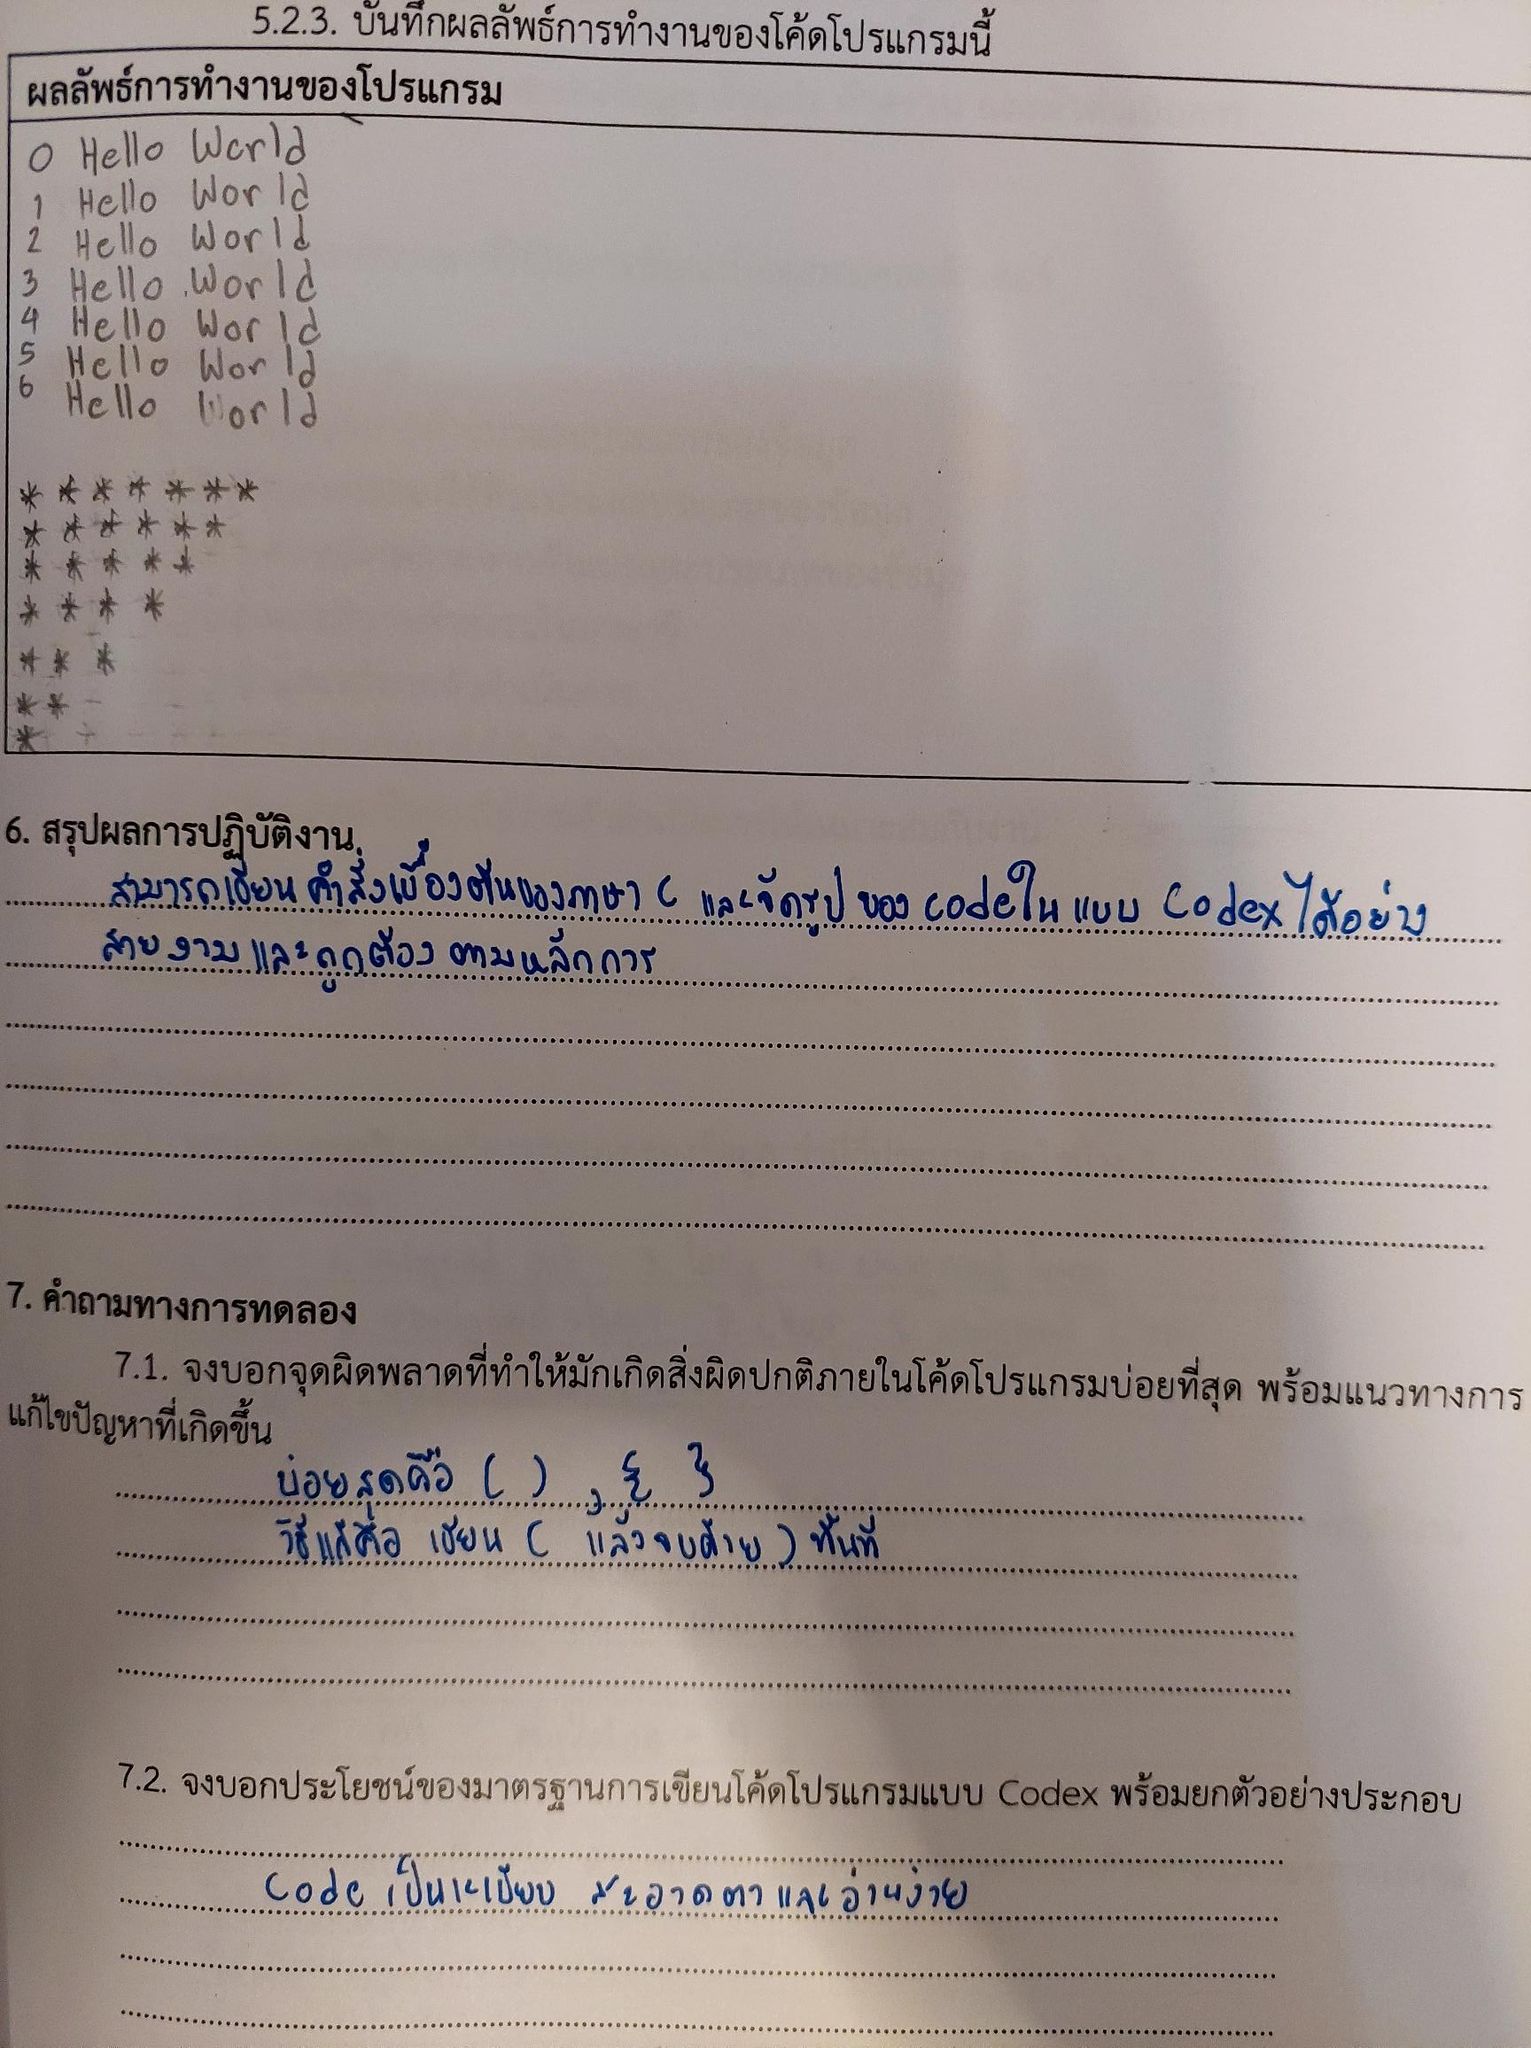 5.2.3. บันทึกผลลัพธ์การทำงานของโค้ดโปรแกรมนี้
ผลลัพธ์การทำงานของโปรแกรม
0 Hello World
1 Hello World
2 Hello World
3 Hello World
4 Hello World
5 Hello World
6 Hello World
* * * * * * *
* * * * * *
* * * * *
* * * *
* * *
* *
*
6. สรุปผลการปฏิบัติงาน
สามารถเขียนคำสั่งเบื้องต้นของภาษา C และจัดรูปของ code ในแบบ Codex ได้อย่าง
สวยงามและถูกต้องตามหลักการ
7. คำถามทางการทดลอง
7.1. จงบอกจุดผิดพลาดที่ทำให้มักเกิดสิ่งผิดปกติภายในโค้ดโปรแกรมบ่อยที่สุด พร้อมแนวทางการ
แก้ไขปัญหาที่เกิดขึ้น
บ่อยสุดคือ ( ) , { }
วิธีแก้คือ เขียน ( แล้วจบด้วย ) ทันที
7.2. จงบอกประโยชน์ของมาตรฐานการเขียนโค้ดโปรแกรมแบบ Codex พร้อมยกตัวอย่างประกอบ
Code เป็นระเบียบ สะอาดตา และอ่านง่าย